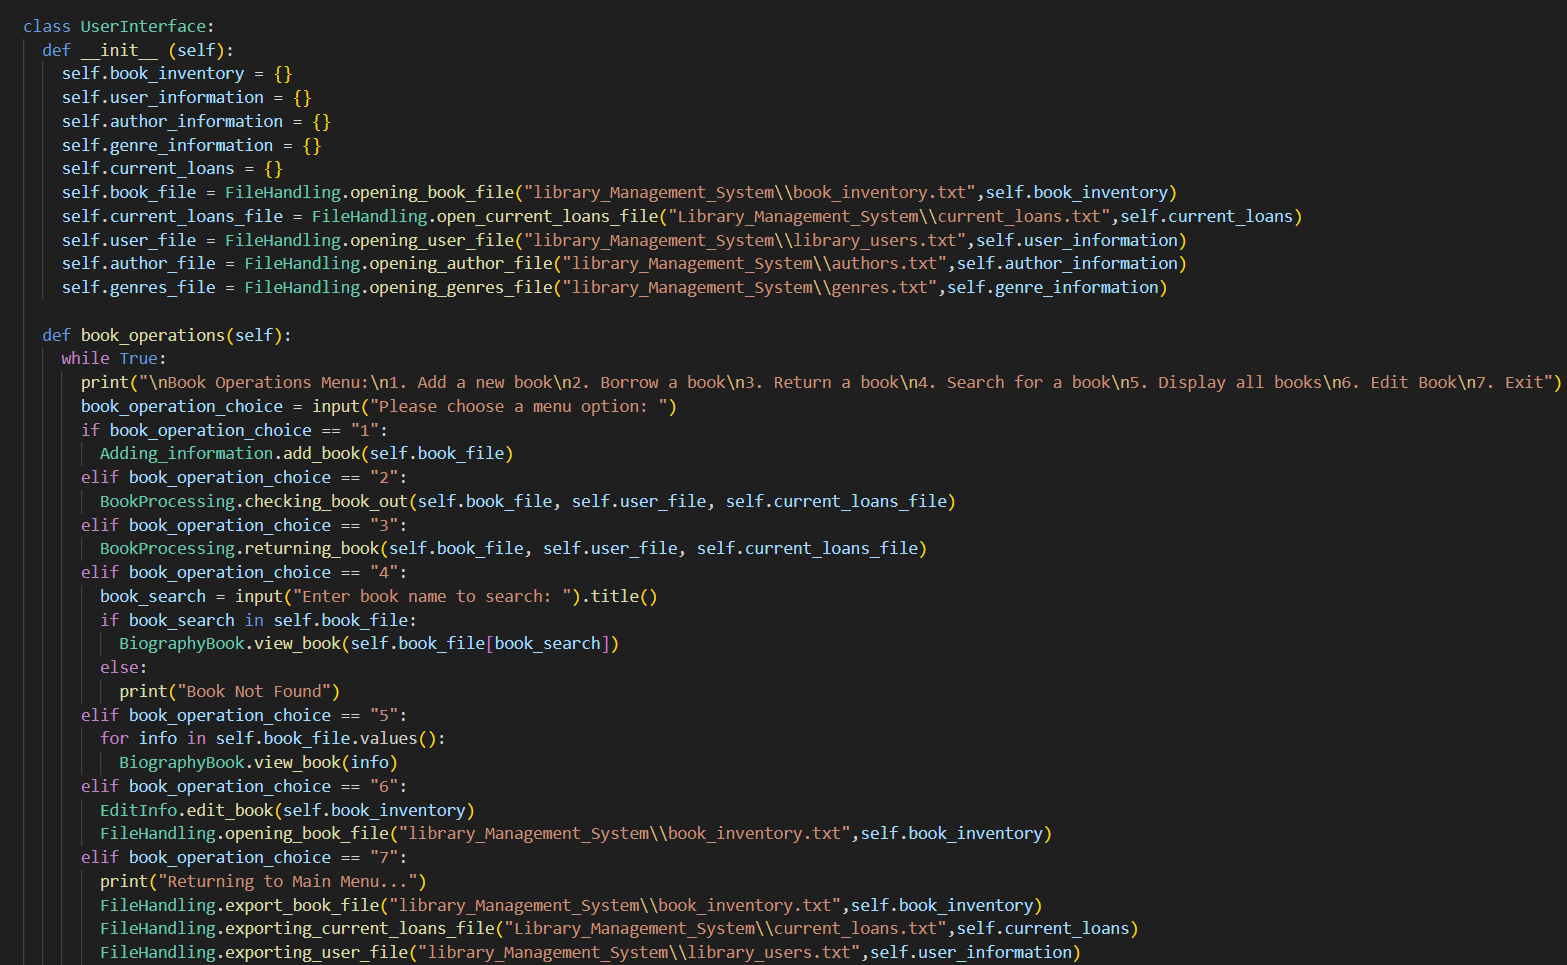 class UserInterface:
def __init__ (self):
self.book_inventory = {}
self.user_information = {}
self.author_information = {}
self.genre_information = {}
self.current_loans = {}
self.book_file = FileHandling.opening_book_file("library_Management_System\\book_inventory.txt",self.book_inventory)
self.current_loans_file = FileHandling.open_current_loans_file("Library_Management_System\\current_loans.txt",self.current_loans)
self.user_file = FileHandling.opening_user_file("library_Management_System\\library_users.txt",self.user_information)
self.author_file = FileHandling.opening_author_file("library_Management_System\\authors.txt",self.author_information)
self.genres_file = FileHandling.opening_genres_file("library_Management_System\\genres.txt",self.genre_information)
def book_operations(self):
while True:
print("\nBook Operations Menu:\n1. Add a new book\n2. Borrow a book\n3. Return a book\n4. Search for a book\n5. Display all books\n6. Edit Book\n7. Exit")
book_operation_choice = input("Please choose a menu option: ")
if book_operation_choice == "1":
Adding_information.add_book(self.book_file)
elif book_operation_choice == "2":
BookProcessing.checking_book_out(self.book_file, self.user_file, self.current_loans_file)
elif book_operation_choice == "3":
BookProcessing.returning_book(self.book_file, self.user_file, self.current_loans_file)
elif book_operation_choice == "4":
book_search = input("Enter book name to search: ").title()
if book_search in self.book_file:
BiographyBook.view_book(self.book_file[book_search])
else:
print("Book Not Found")
elif book_operation_choice == "5":
for info in self.book_file.values():
BiographyBook.view_book(info)
elif book_operation_choice == "6":
EditInfo.edit_book(self.book_inventory)
FileHandling.opening_book_file("library_Management_System\\book_inventory.txt",self.book_inventory)
elif book_operation_choice == "7":
print("Returning to Main Menu...")
FileHandling.export_book_file("library_Management_System\\book_inventory.txt",self.book_inventory)
FileHandling.exporting_current_loans_file("Library_Management_System\\current_loans.txt",self.current_loans)
FileHandling.exporting_user_file("library_Management_System\\library_users.txt",self.user_information)